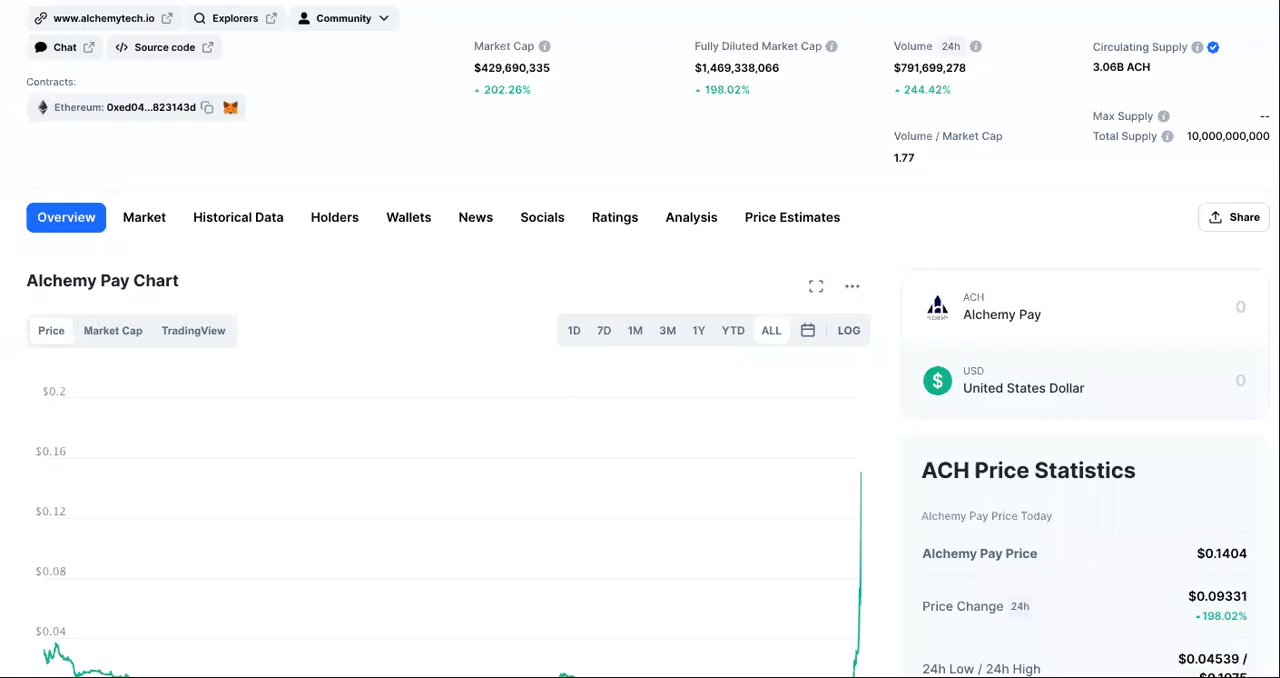 www.alchemytech.io Explorers Community
Chat Source code
Contracts:
Ethereum: 0xed04...823143d
Market Cap
$429,690,335
202.26%
Fully Diluted Market Cap
$1,469,338,066
198.02%
Volume 24h
$791,699,278
244.42%
Volume / Market Cap
1.77
Circulating Supply
3.06B ACH
Max Supply --
Total Supply 10,000,000,000
Overview Market Historical Data Holders Wallets News Socials Ratings Analysis Price Estimates Share
Alchemy Pay Chart
Price Market Cap TradingView 1D 7D 1M 3M 1Y YTD ALL LOG
$0.2
$0.16
$0.12
$0.08
$0.04
ACH
Alchemy Pay 0
USD
United States Dollar 0
ACH Price Statistics
Alchemy Pay Price Today
Alchemy Pay Price $0.1404
Price Change 24h $0.09331
198.02%
24h Low / 24h High $0.04539 /